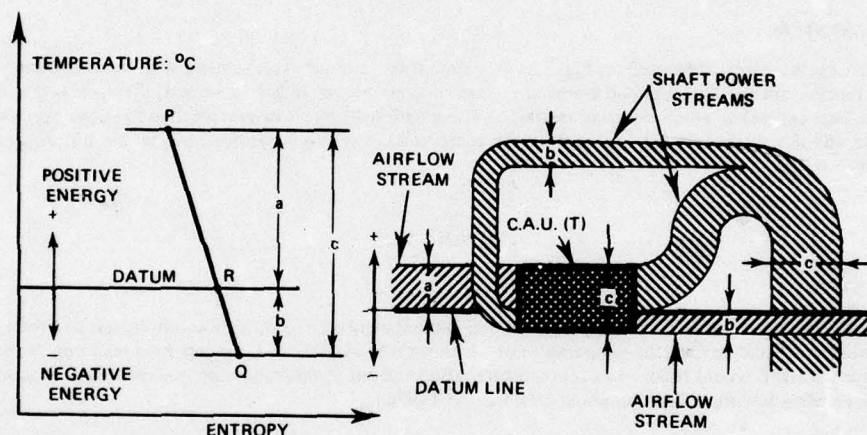 TEMPERATURE: °C
P
POSITIVE
ENERGY
+
a
c
DATUM
R
b
-
NEGATIVE
ENERGY
Q
ENTROPY
SHAFT POWER
STREAMS
AIRFLOW
STREAM
b
C.A.U. (T)
+
a
c
c
b
-
DATUM LINE
AIRFLOW
STREAM